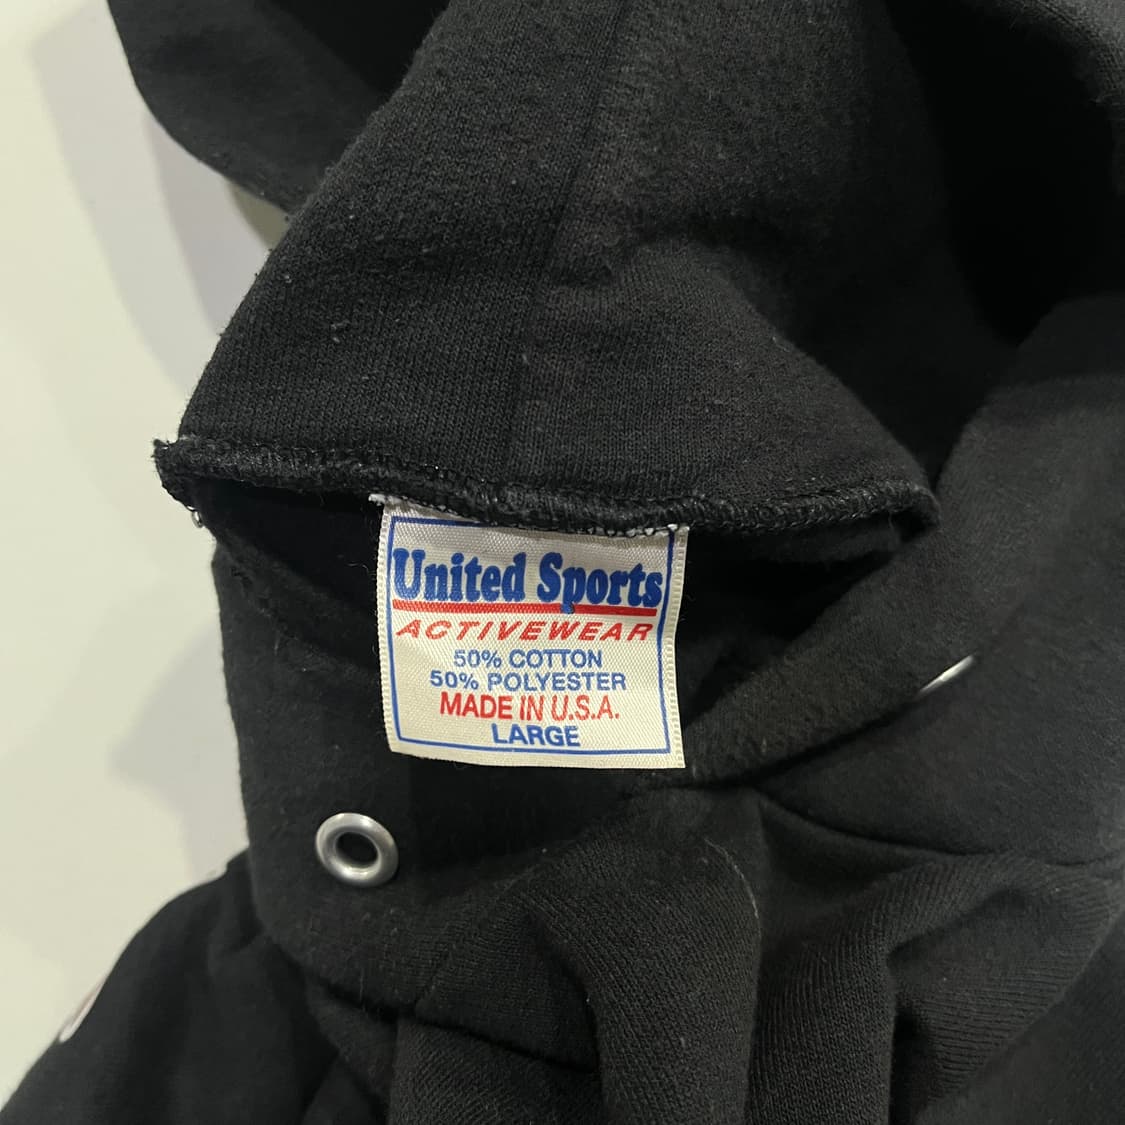 United Sports
ACTIVEWEAR
50% COTTON
50% POLYESTER
MADE IN U.S.A.
LARGE